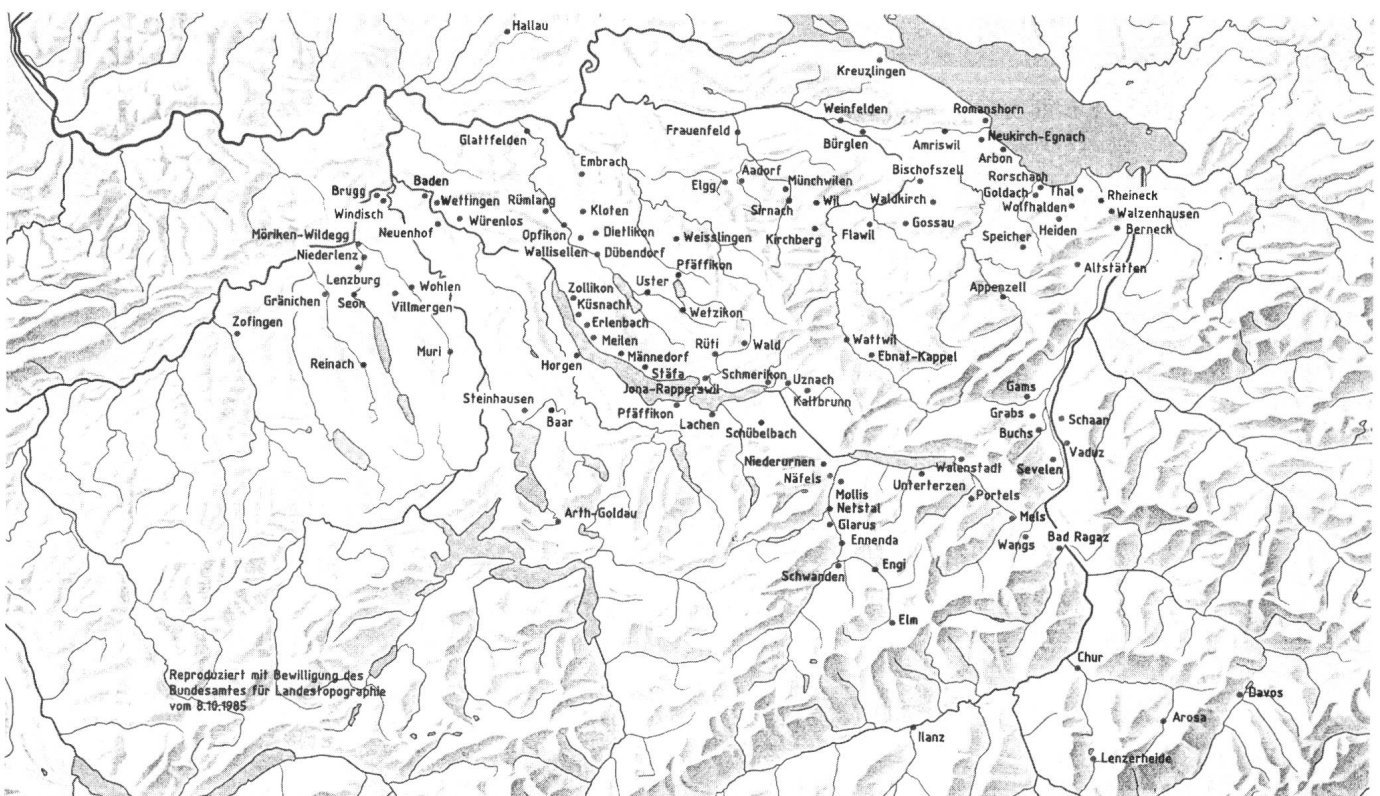 Hallau
Kreuzlingen
Weinfelden
Romanshorn
Glattfelden
Frauenfeld
Bürglen
Amriswil
Neukirch-Egnach
Arbon
Embrach
Elgg
Aadorf
Münchwilen
Bischofszell
Rorschach
Goldach
Thal
Rheineck
Brugg
Baden
Wettingen
Rümlang
Kloten
Sirnach
Wil
Waldkirch
Wolfhalden
Walzenhausen
Windisch
Würenlos
Neuenhof
Opfikon
Dietlikon
Weisslingen
Kirchberg
Flawil
Gossau
Speicher
Heiden
Berneck
Möriken-Wildegg
Niederlenz
Wallisellen
Dübendorf
Pfäffikon
Altstätten
Lenzburg
Gränichen
Seon
Wohlen
Villmergen
Zollikon
Küsnacht
Uster
Wetzikon
Appenzell
Zofingen
Erlenbach
Meilen
Reinach
Muri
Horgen
Männedorf
Stäfa
Rüti
Wald
Wattwil
Ebnat-Kappel
Jona-Rapperswil
Schmerikon
Uznach
Kaltbrunn
Gams
Steinhausen
Baar
Pfäffikon
Lachen
Schübelbach
Grabs
Buchs
Schaan
Vaduz
Niederurnen
Näfels
Mollis
Walenstadt
Unterterzen
Sevelen
Portels
Netstal
Glarus
Ennenda
Mels
Wangs
Bad Ragaz
Arth-Goldau
Schwanden
Engi
Elm
Chur
Reproduziert mit Bewilligung des
Bundesamtes für Landestopographie
vom 8.10.1985
Davos
Arosa
Ilanz
Lenzerheide